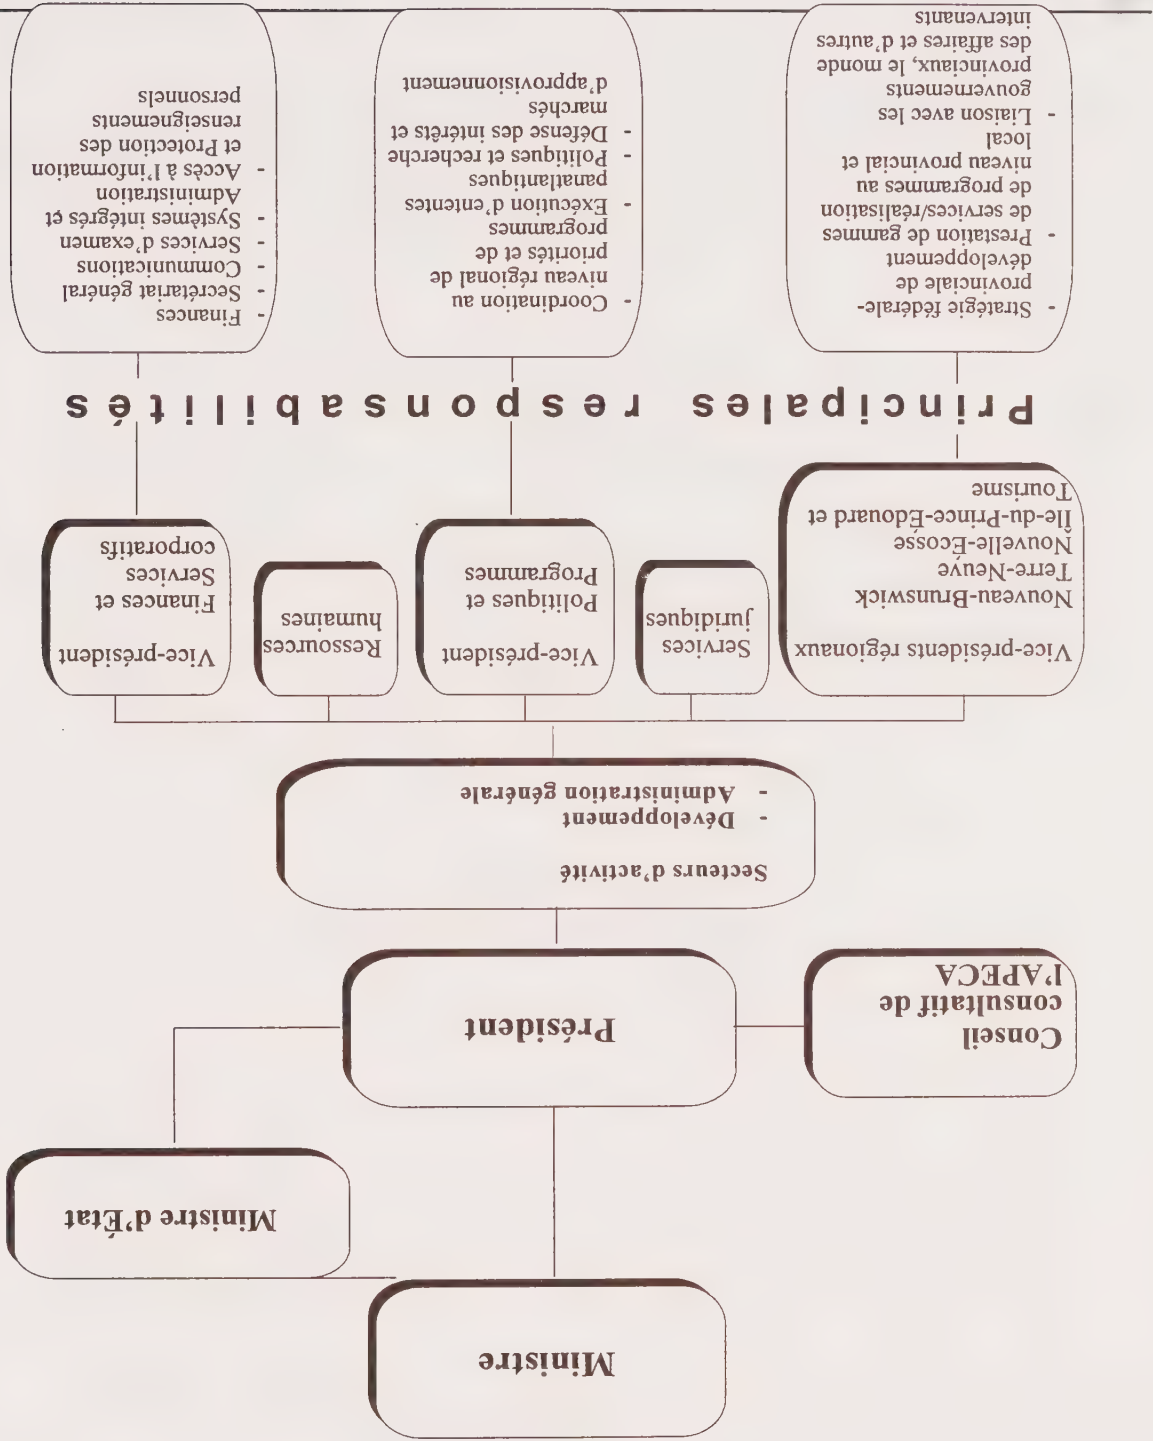 Ministre
Ministre d'État
Président
Conseil
consultatif de
l'APECA
Secteurs d'activité
- Développement
- Administration générale
Vice-présidents régionaux
Nouveau-Brunswick
Terre-Neuve
Nouvelle-Écosse
Île-du-Prince-Édouard et
Tourisme
Services
juridiques
Vice-président
Politiques et
Programmes
Ressources
humaines
Vice-président
Finances et
Services
corporatifs
Principales responsabilités
- Stratégie fédérale-
provinciale de
développement
- Prestation de gammes
de services/réalisation
de programmes au
niveau provincial et
local
- Liaison avec les
gouvernements
provinciaux, le monde
des affaires et d'autres
intervenants
- Coordination au
niveau régional de
priorités et de
programmes
- Exécution d'ententes
panatlantiques
- Politiques et recherche
- Défense des intérêts et
marchés
d'approvisionnement
- Finances
- Secrétariat général
- Communications
- Services d'examen
- Systèmes intégrés et
Administration
- Accès à l'information
et Protection des
renseignements
personnels